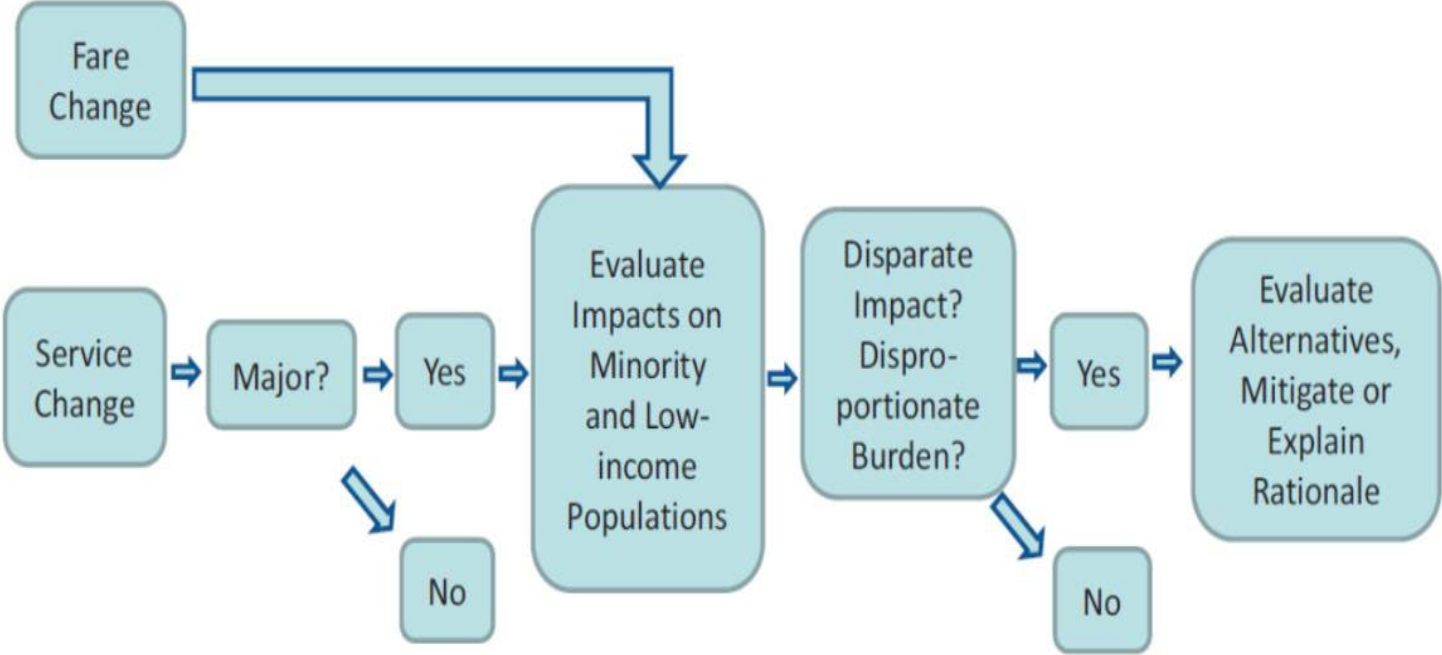 Fare
Change
Service
Change
Major?
Yes
No
Evaluate
Impacts on
Minority
and Low-
income
Populations
Disparate
Impact?
Dispro-
portionate
Burden?
Yes
No
Evaluate
Alternatives,
Mitigate or
Explain
Rationale